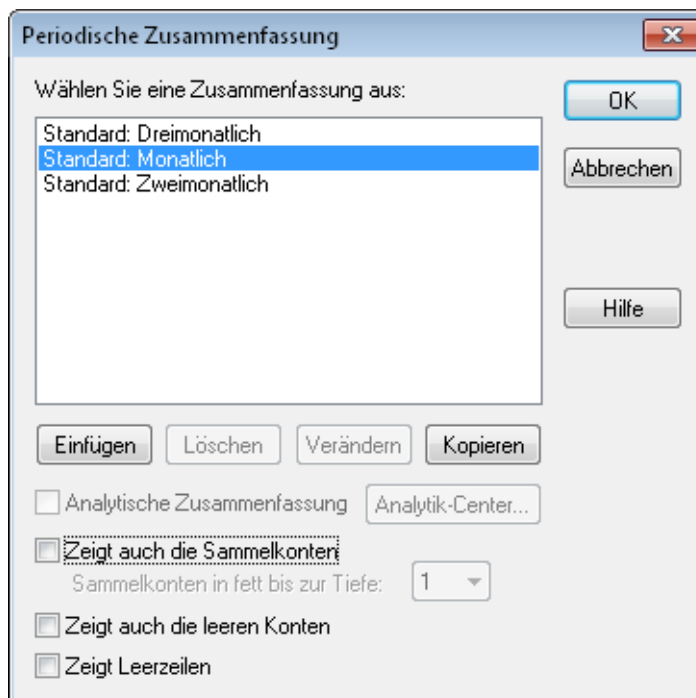 Periodische Zusammenfassung
Wählen Sie eine Zusammenfassung aus:
Standard: Dreimonatlich
Standard: Monatlich
Standard: Zweimonatlich
OK
Abbrechen
Hilfe
Einfügen Löschen Verändern Kopieren
Analytische Zusammenfassung Analytik-Center...
Zeigt auch die Sammelkonten
Sammelkonten in fett bis zur Tiefe: 1
Zeigt auch die leeren Konten
Zeigt Leerzeilen